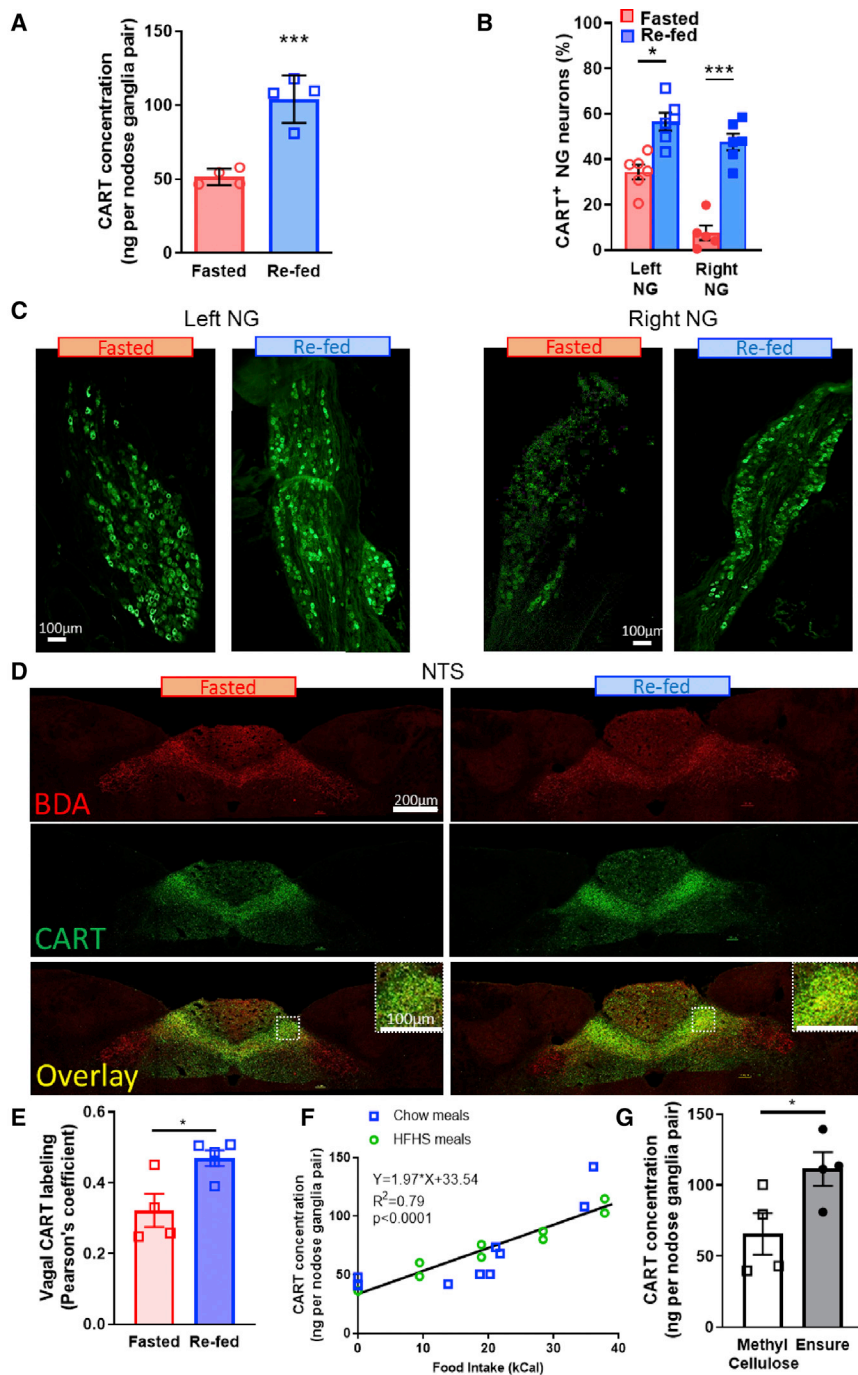 A
CART concentration
(ng per nodose ganglia pair)
150
100
50
0
***
Fasted
Re-fed
B
Fasted
Re-fed
CART+ NG neurons (%)
100
80
60
40
20
0
*
***
Left
NG
Right
NG
C
Left NG
Right NG
Fasted
Re-fed
Fasted
Re-fed
100μm
100μm
D
NTS
Fasted
Re-fed
BDA
200μm
CART
Overlay
100μm
E
Vagal CART labeling
(Pearson's coefficient)
0.6
0.4
0.2
0.0
*
Fasted
Re-fed
F
Chow meals
HFHS meals
CART concentration
(ng per nodose ganglia pair)
150
100
50
0
Y=1.97*X+33.54
R²=0.79
p<0.0001
0
10
20
30
40
Food Intake (kCal)
G
CART concentration
(ng per nodose ganglia pair)
150
100
50
0
*
Methyl
Cellulose
Ensure